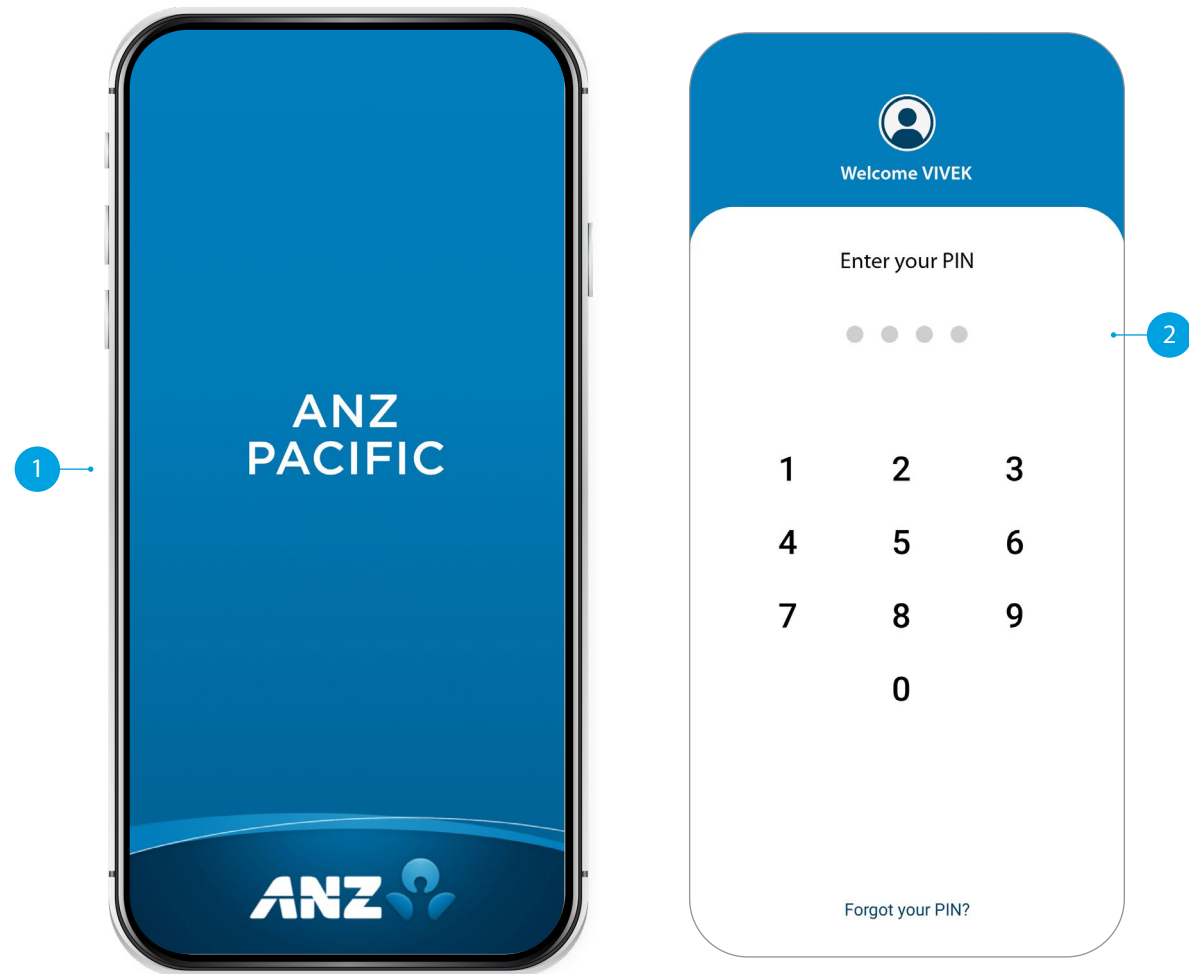 1
ANZ
PACIFIC
ANZ
Welcome VIVEK
Enter your PIN
2
1 2 3
4 5 6
7 8 9
0
Forgot your PIN?